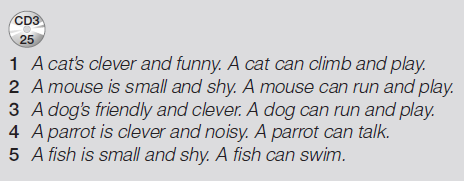 CD3
25
1 A cat's clever and funny. A cat can climb and play.
2 A mouse is small and shy. A mouse can run and play.
3 A dog's friendly and clever. A dog can run and play.
4 A parrot is clever and noisy. A parrot can talk.
5 A fish is small and shy. A fish can swim.